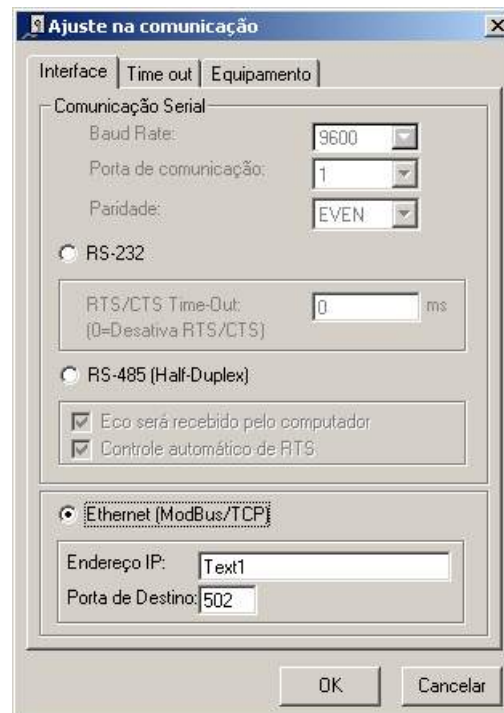 Ajuste na comunicação
Interface Time out Equipamento
Comunicação Serial
Baud Rate: 9600
Porta de comunicação: 1
Paridade: EVEN
RS-232
RTS/CTS Time-Out: 0 ms
(0=Desativa RTS/CTS)
RS-485 (Half-Duplex)
Eco será recebido pelo computador
Controle automático de RTS
Ethernet (ModBus/TCP)
Endereço IP: Text1
Porta de Destino: 502
OK Cancelar